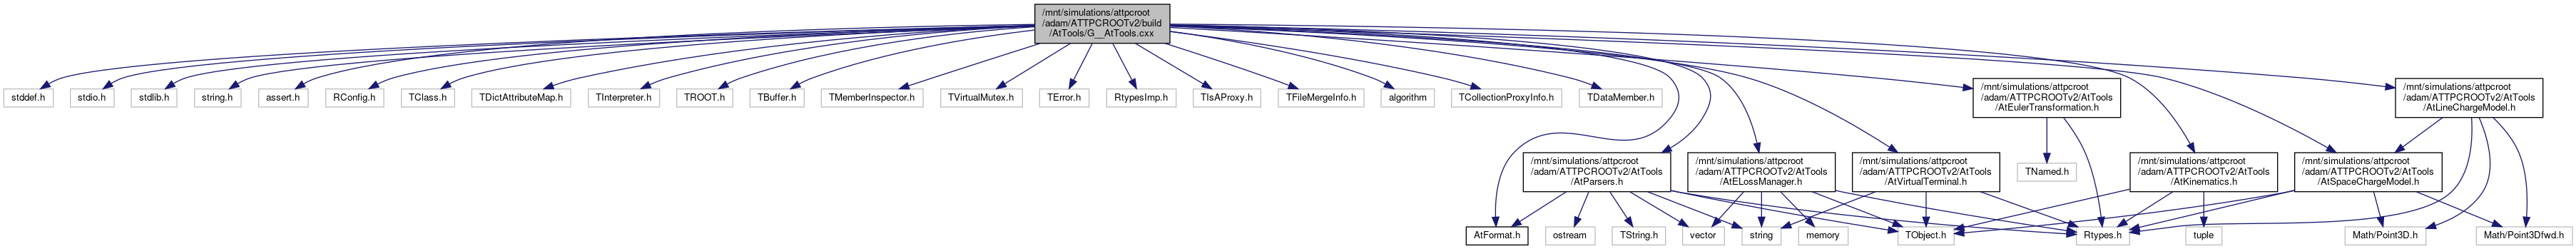 /mnt/simulations/attpcroot
/adam/ATTPCROOTv2/build
/AtTools/G__AtTools.cxx
stddef.h
stdio.h
stdlib.h
string.h
assert.h
RConfig.h
TClass.h
TDictAttributeMap.h
TInterpreter.h
TROOT.h
TBuffer.h
TMemberInspector.h
TVirtualMutex.h
TError.h
RtypesImp.h
TIsAProxy.h
TFileMergeInfo.h
algorithm
TCollectionProxyInfo.h
TDataMember.h
/mnt/simulations/attpcroot
/adam/ATTPCROOTv2/AtTools
/AtEulerTransformation.h
/mnt/simulations/attpcroot
/adam/ATTPCROOTv2/AtTools
/AtLineChargeModel.h
/mnt/simulations/attpcroot
/adam/ATTPCROOTv2/AtTools
/AtParsers.h
/mnt/simulations/attpcroot
/adam/ATTPCROOTv2/AtTools
/AtELossManager.h
/mnt/simulations/attpcroot
/adam/ATTPCROOTv2/AtTools
/AtVirtualTerminal.h
TNamed.h
/mnt/simulations/attpcroot
/adam/ATTPCROOTv2/AtTools
/AtKinematics.h
/mnt/simulations/attpcroot
/adam/ATTPCROOTv2/AtTools
/AtSpaceChargeModel.h
AtFormat.h
ostream
TString.h
vector
string
memory
TObject.h
Rtypes.h
tuple
Math/Point3D.h
Math/Point3Dfwd.h